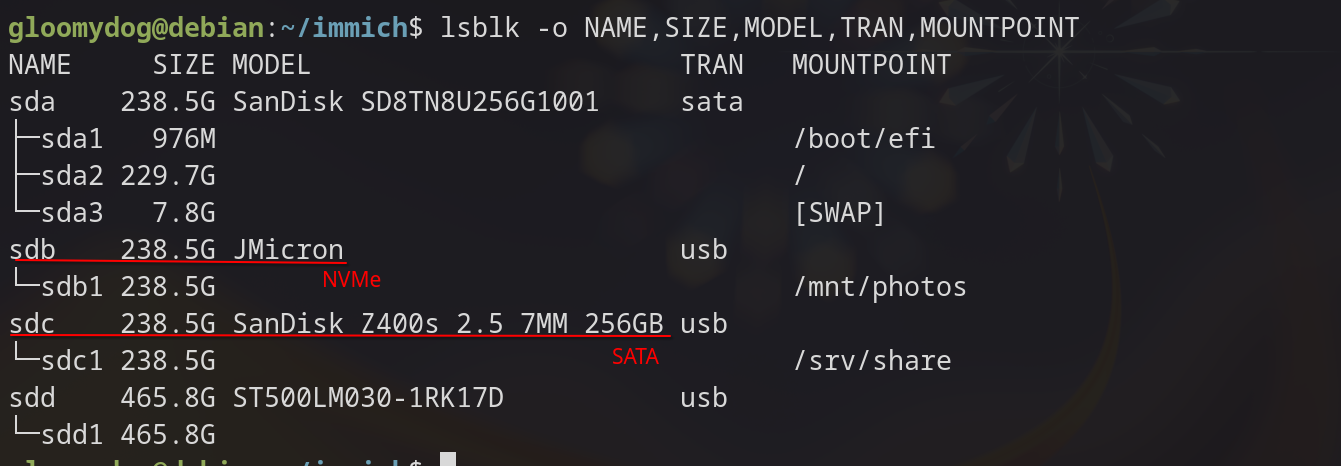 gloomydog@debian:~/immich$ lsblk -o NAME,SIZE,MODEL,TRAN,MOUNTPOINT
NAME     SIZE MODEL                       TRAN   MOUNTPOINT
sda    238.5G SanDisk SD8TN8U256G1001     sata
├─sda1   976M                                    /boot/efi
├─sda2 229.7G                                    /
└─sda3   7.8G                                    [SWAP]
sdb    238.5G JMicron                     usb
NVMe
└─sdb1 238.5G                                    /mnt/photos
sdc    238.5G SanDisk Z400s 2.5 7MM 256GB usb
SATA
└─sdc1 238.5G                                    /srv/share
sdd    465.8G ST500LM030-1RK17D           usb
└─sdd1 465.8G